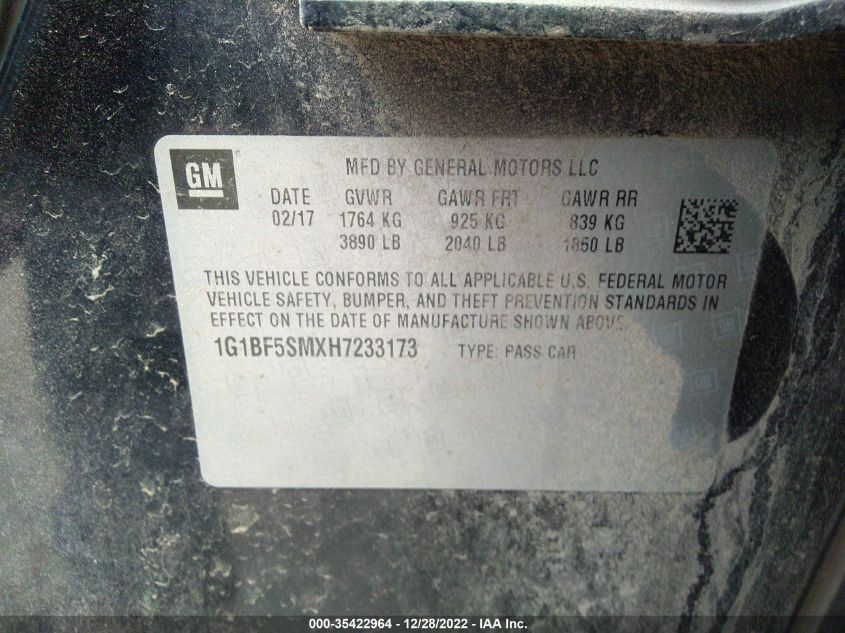 GM
MFD BY GENERAL MOTORS LLC
DATE GVWR GAWR FRT GAWR RR
02/17 1764 KG 925 KG 839 KG
3890 LB 2040 LB 1850 LB
THIS VEHICLE CONFORMS TO ALL APPLICABLE U.S. FEDERAL MOTOR
VEHICLE SAFETY, BUMPER, AND THEFT PREVENTION STANDARDS IN
EFFECT ON THE DATE OF MANUFACTURE SHOWN ABOVE.
1G1BF5SMXH7233173 TYPE: PASS CAR
000-35422964 - 12/28/2022 - IAA Inc.